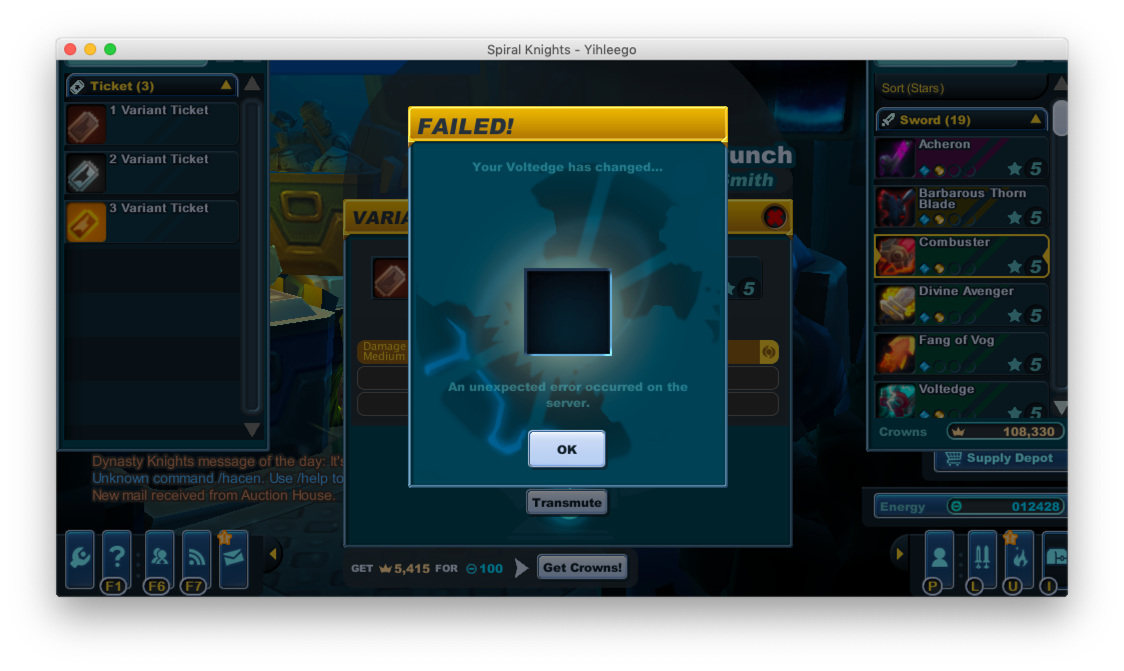 Spiral Knights - Yihleego
Ticket (3)
1 Variant Ticket
2 Variant Ticket
3 Variant Ticket
FAILED!
Your Voltedge has changed...
An unexpected error occurred on the
server.
OK
unch
Smith
VARIA
5
Damage
Medium
Transmute
GET 5,415 FOR 100
Get Crowns!
Sort (Stars)
Sword (19)
Acheron
5
Barbarous Thorn
Blade
5
Combuster
5
Divine Avenger
5
Fang of Vog
5
Voltedge
5
Crowns 108,330
Supply Depot
Energy 012428
Dynasty Knights message of the day: It's
Unknown command /hacen. Use /help to
New mail received from Auction House.
?
F1 F6 F7
P L U I